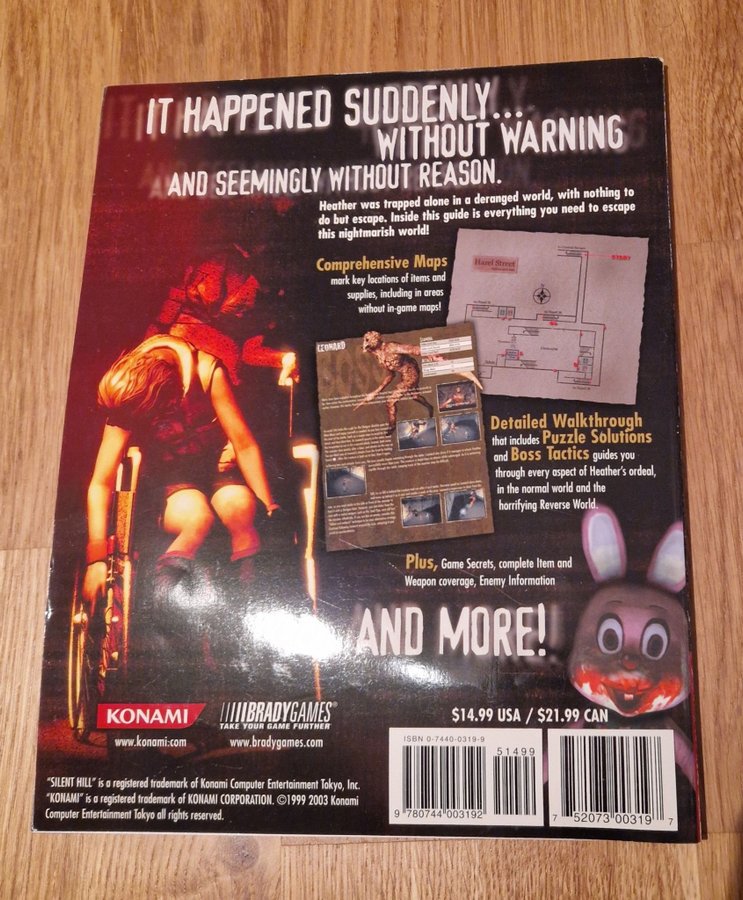 IT HAPPENED SUDDENLY...
WITHOUT WARNING
AND SEEMINGLY WITHOUT REASON.
Heather was trapped alone in a deranged world, with nothing to
do but escape. Inside this guide is everything you need to escape
this nightmarish world!
Comprehensive Maps
mark key locations of items and
supplies, including in areas
without in-game maps!
Hazel Street
START
LEONARD
BOSS
Detailed Walkthrough
that includes Puzzle Solutions
and Boss Tactics guides you
through every aspect of Heather's ordeal,
in the normal world and the
horrifying Reverse World.
Plus, Game Secrets, complete Item and
Weapon coverage, Enemy Information
AND MORE!
KONAMI
www.konami.com
BRADYGAMES®
TAKE YOUR GAME FURTHER
www.bradygames.com
$14.99 USA / $21.99 CAN
ISBN 0-7440-0319-9
51499
9 780744 003192
7 52073 00319 7
"SILENT HILL" is a registered trademark of Konami Computer Entertainment Tokyo, Inc.
"KONAMI" is a registered trademark of KONAMI CORPORATION. ©1999 2003 Konami
Computer Entertainment Tokyo all rights reserved.